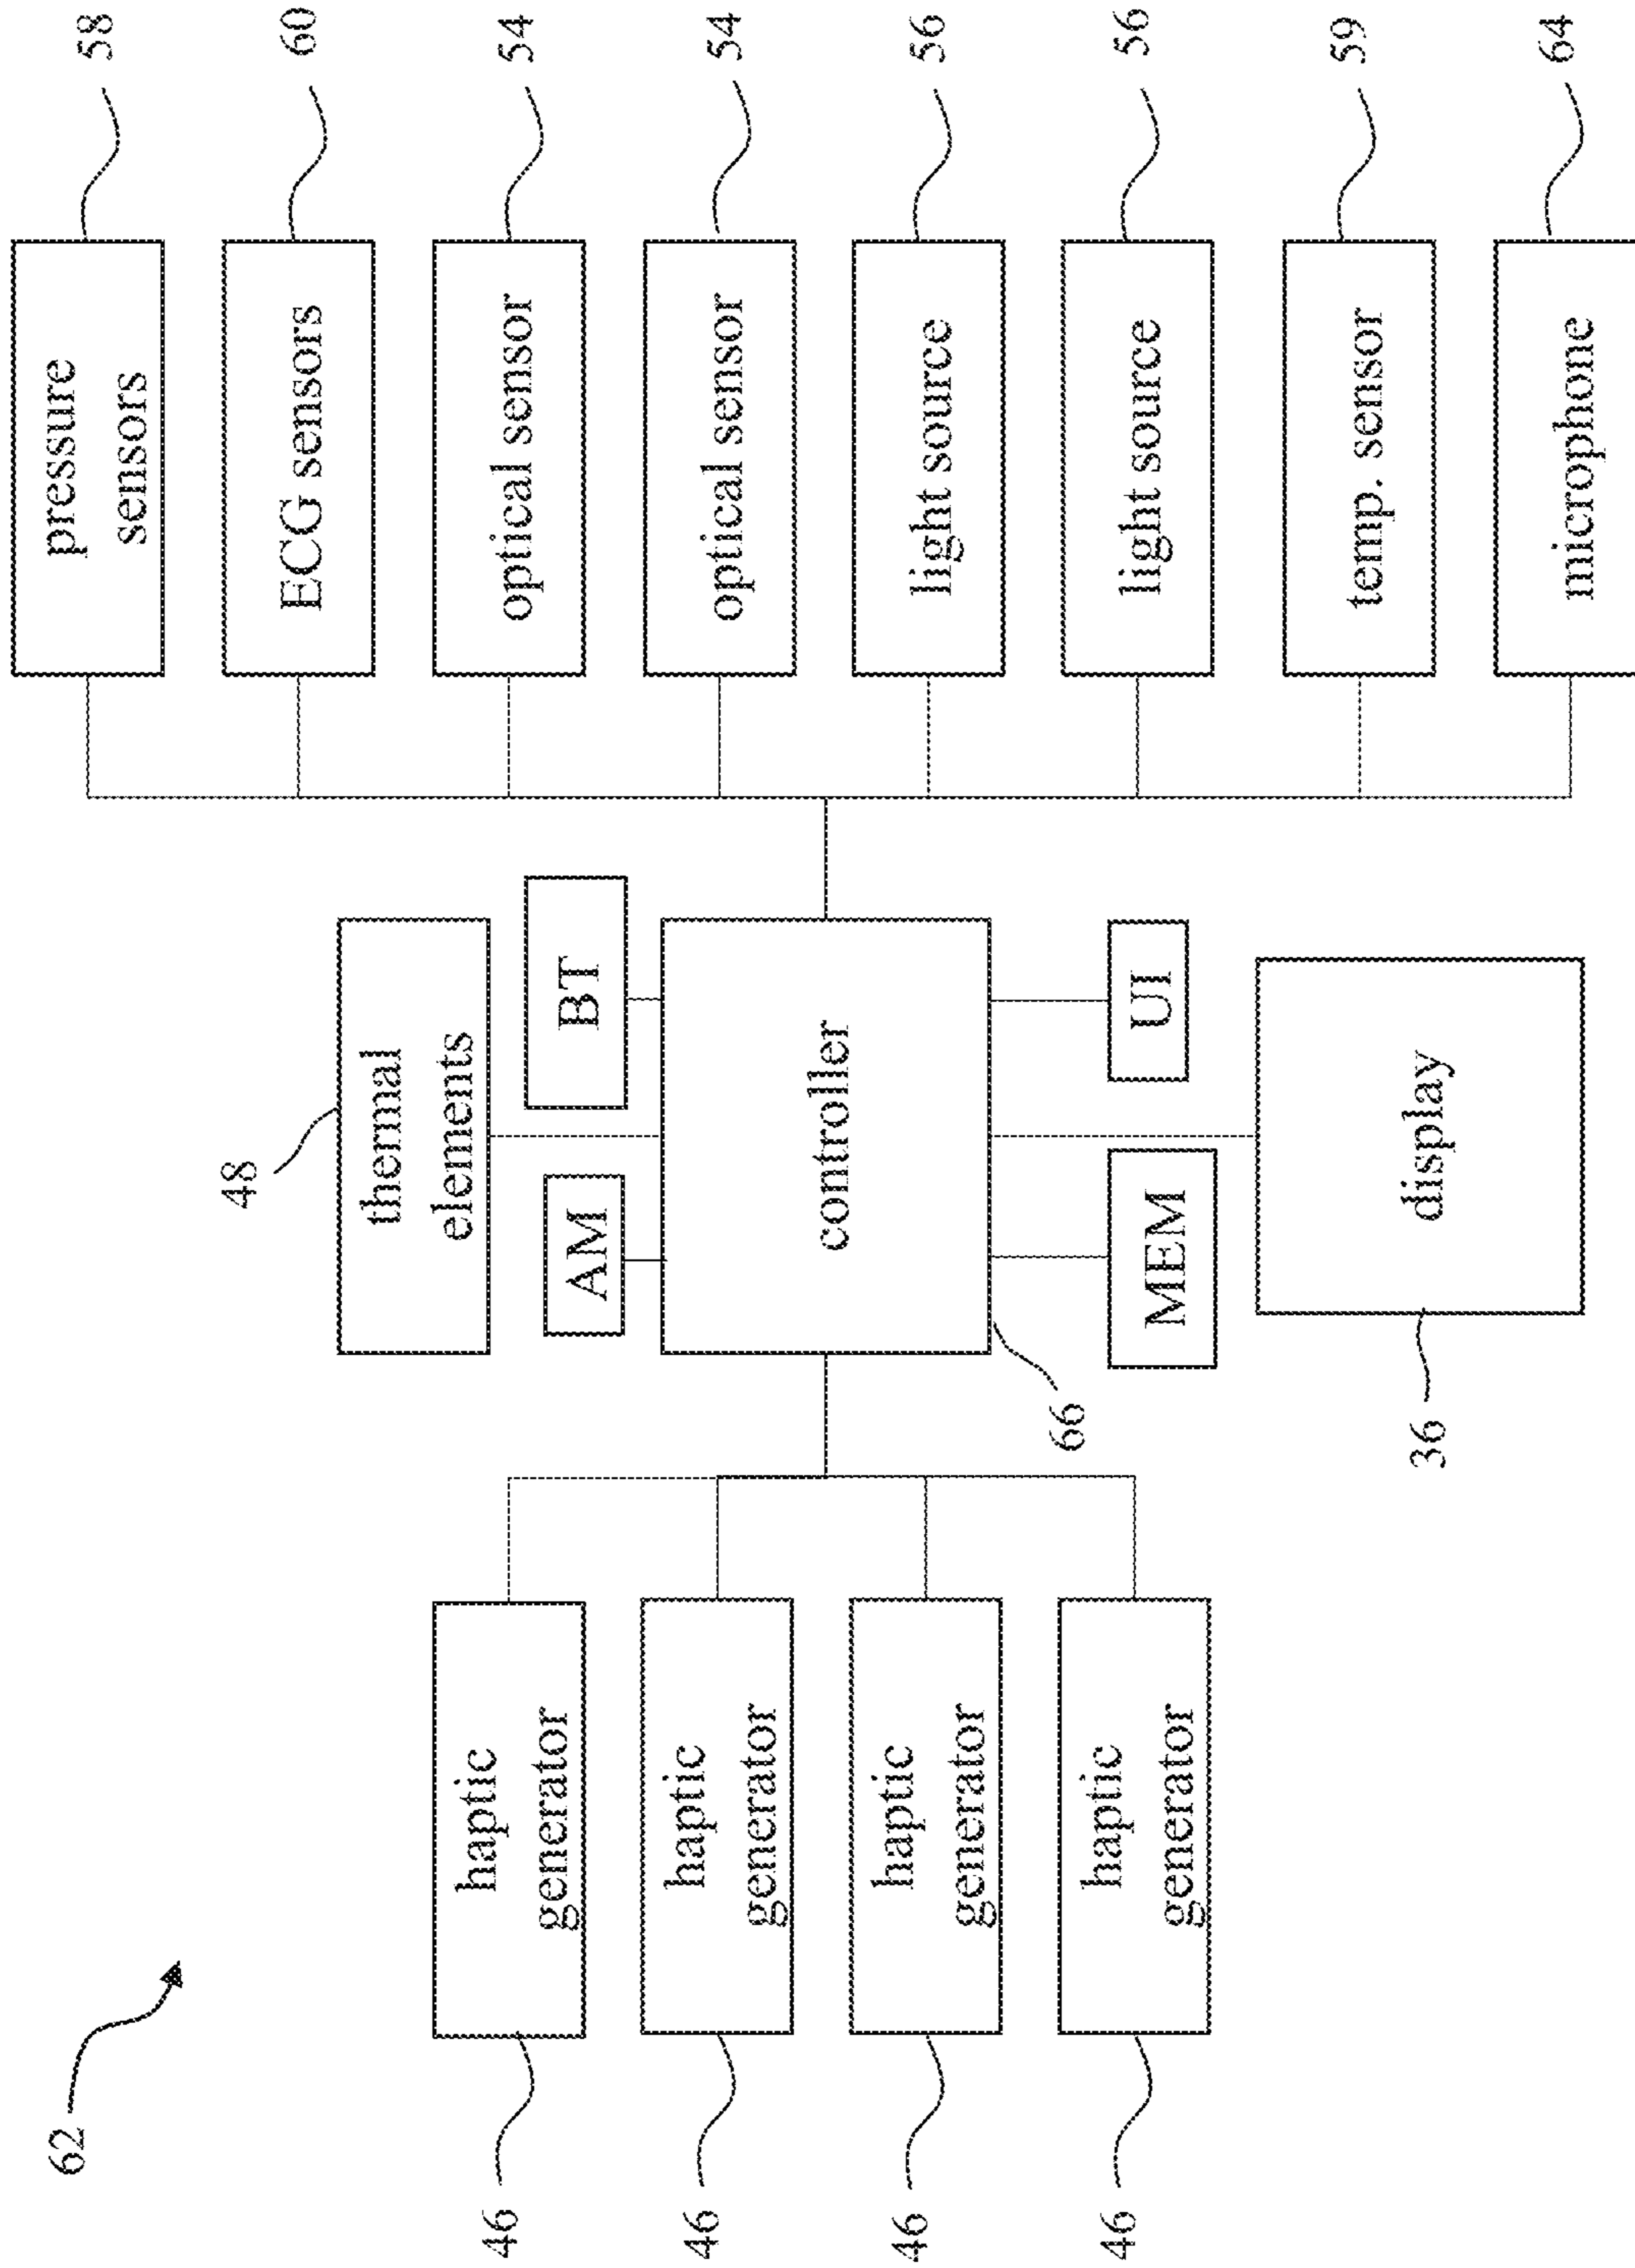 62
46
haptic
generator
46
haptic
generator
46
haptic
generator
46
haptic
generator
48
thermal
elements
AM
BT
controller
66
MEM
UI
display
36
pressure
sensors
58
ECG sensors
60
optical sensor
54
optical sensor
54
light source
56
light source
56
temp. sensor
59
microphone
64